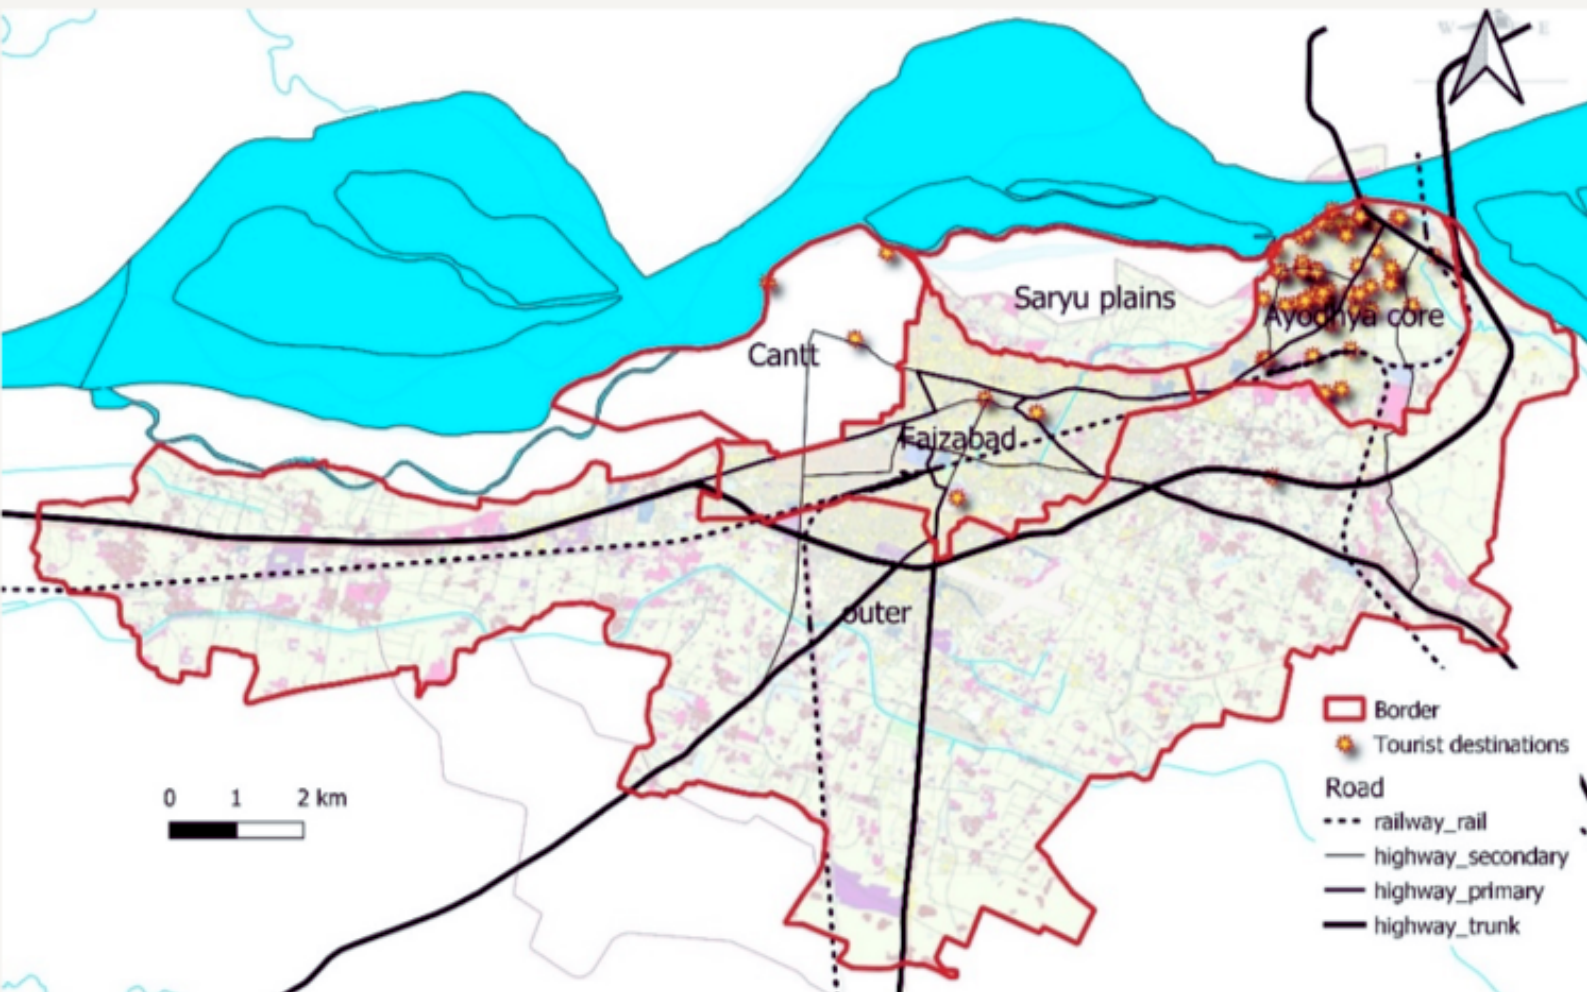 W E
Saryu plains
Ayodhya core
Cantt
Faizabad
outer
Border
Tourist destinations
0 1 2 km
Road
railway_rail
highway_secondary
highway_primary
highway_trunk